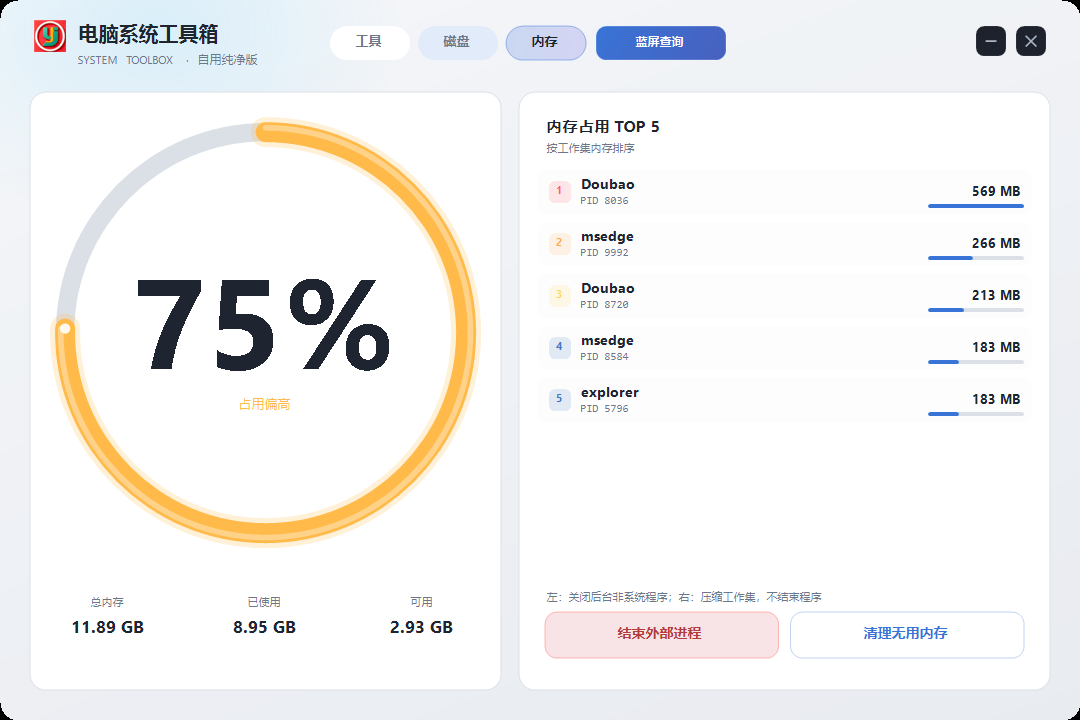 yj
电脑系统工具箱
SYSTEM TOOLBOX · 自用纯净版
工具
磁盘
内存
蓝屏查询
75%
占用偏高
总内存
11.89 GB
已使用
8.95 GB
可用
2.93 GB
内存占用 TOP 5
按工作集内存排序
1
Doubao
PID 8036
569 MB
2
msedge
PID 9992
266 MB
3
Doubao
PID 8720
213 MB
4
msedge
PID 8584
183 MB
5
explorer
PID 5796
183 MB
左：关闭后台非系统程序；右：压缩工作集，不结束程序
结束外部进程
清理无用内存